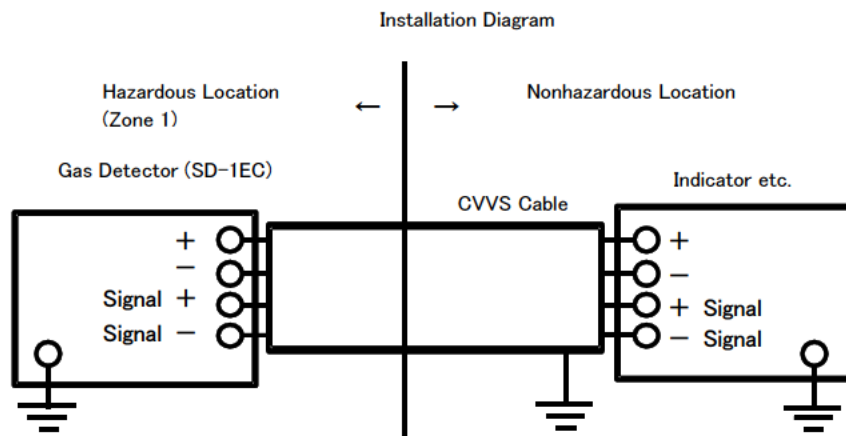 Installation Diagram
Hazardous Location
(Zone 1)
← →
Nonhazardous Location
Gas Detector (SD-1EC)
CVVS Cable
Indicator etc.
+
−
Signal +
Signal −
+
−
+ Signal
− Signal